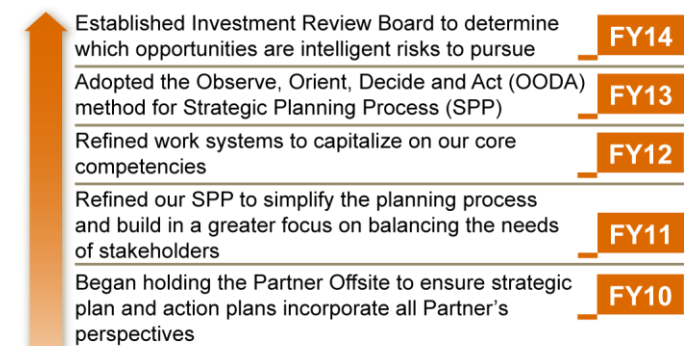 Established Investment Review Board to determine
which opportunities are intelligent risks to pursue
FY14
Adopted the Observe, Orient, Decide and Act (OODA)
method for Strategic Planning Process (SPP)
FY13
Refined work systems to capitalize on our core
competencies
FY12
Refined our SPP to simplify the planning process
and build in a greater focus on balancing the needs
of stakeholders
FY11
Began holding the Partner Offsite to ensure strategic
plan and action plans incorporate all Partner's
perspectives
FY10